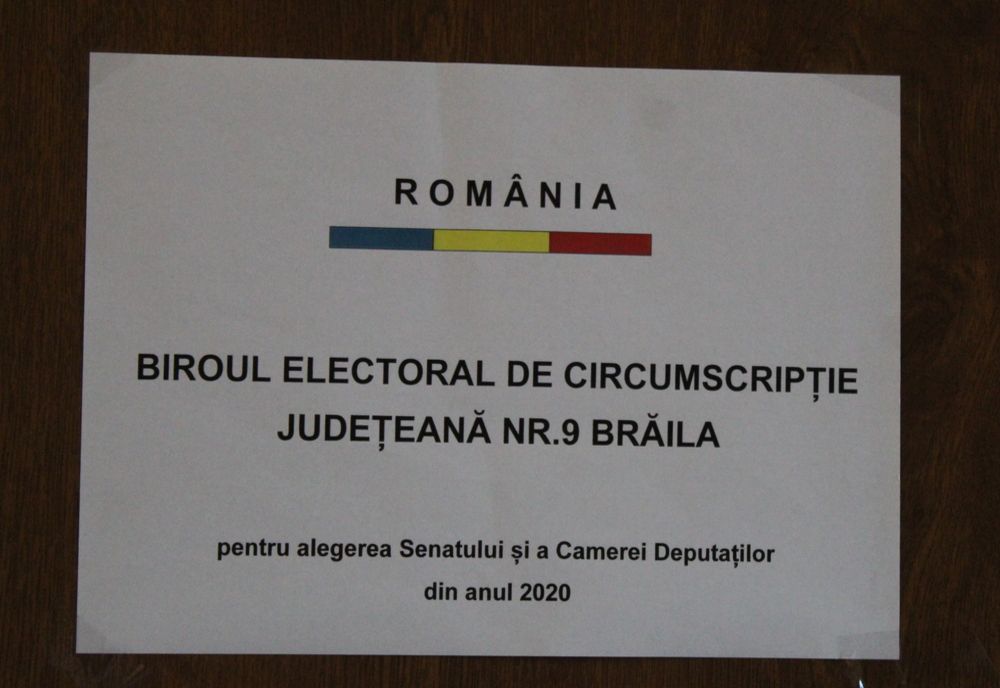 ROMÂNIA
BIROUL ELECTORAL DE CIRCUMSCRIPȚIE
JUDEȚEANĂ NR.9 BRĂILA
pentru alegerea Senatului și a Camerei Deputaților
din anul 2020